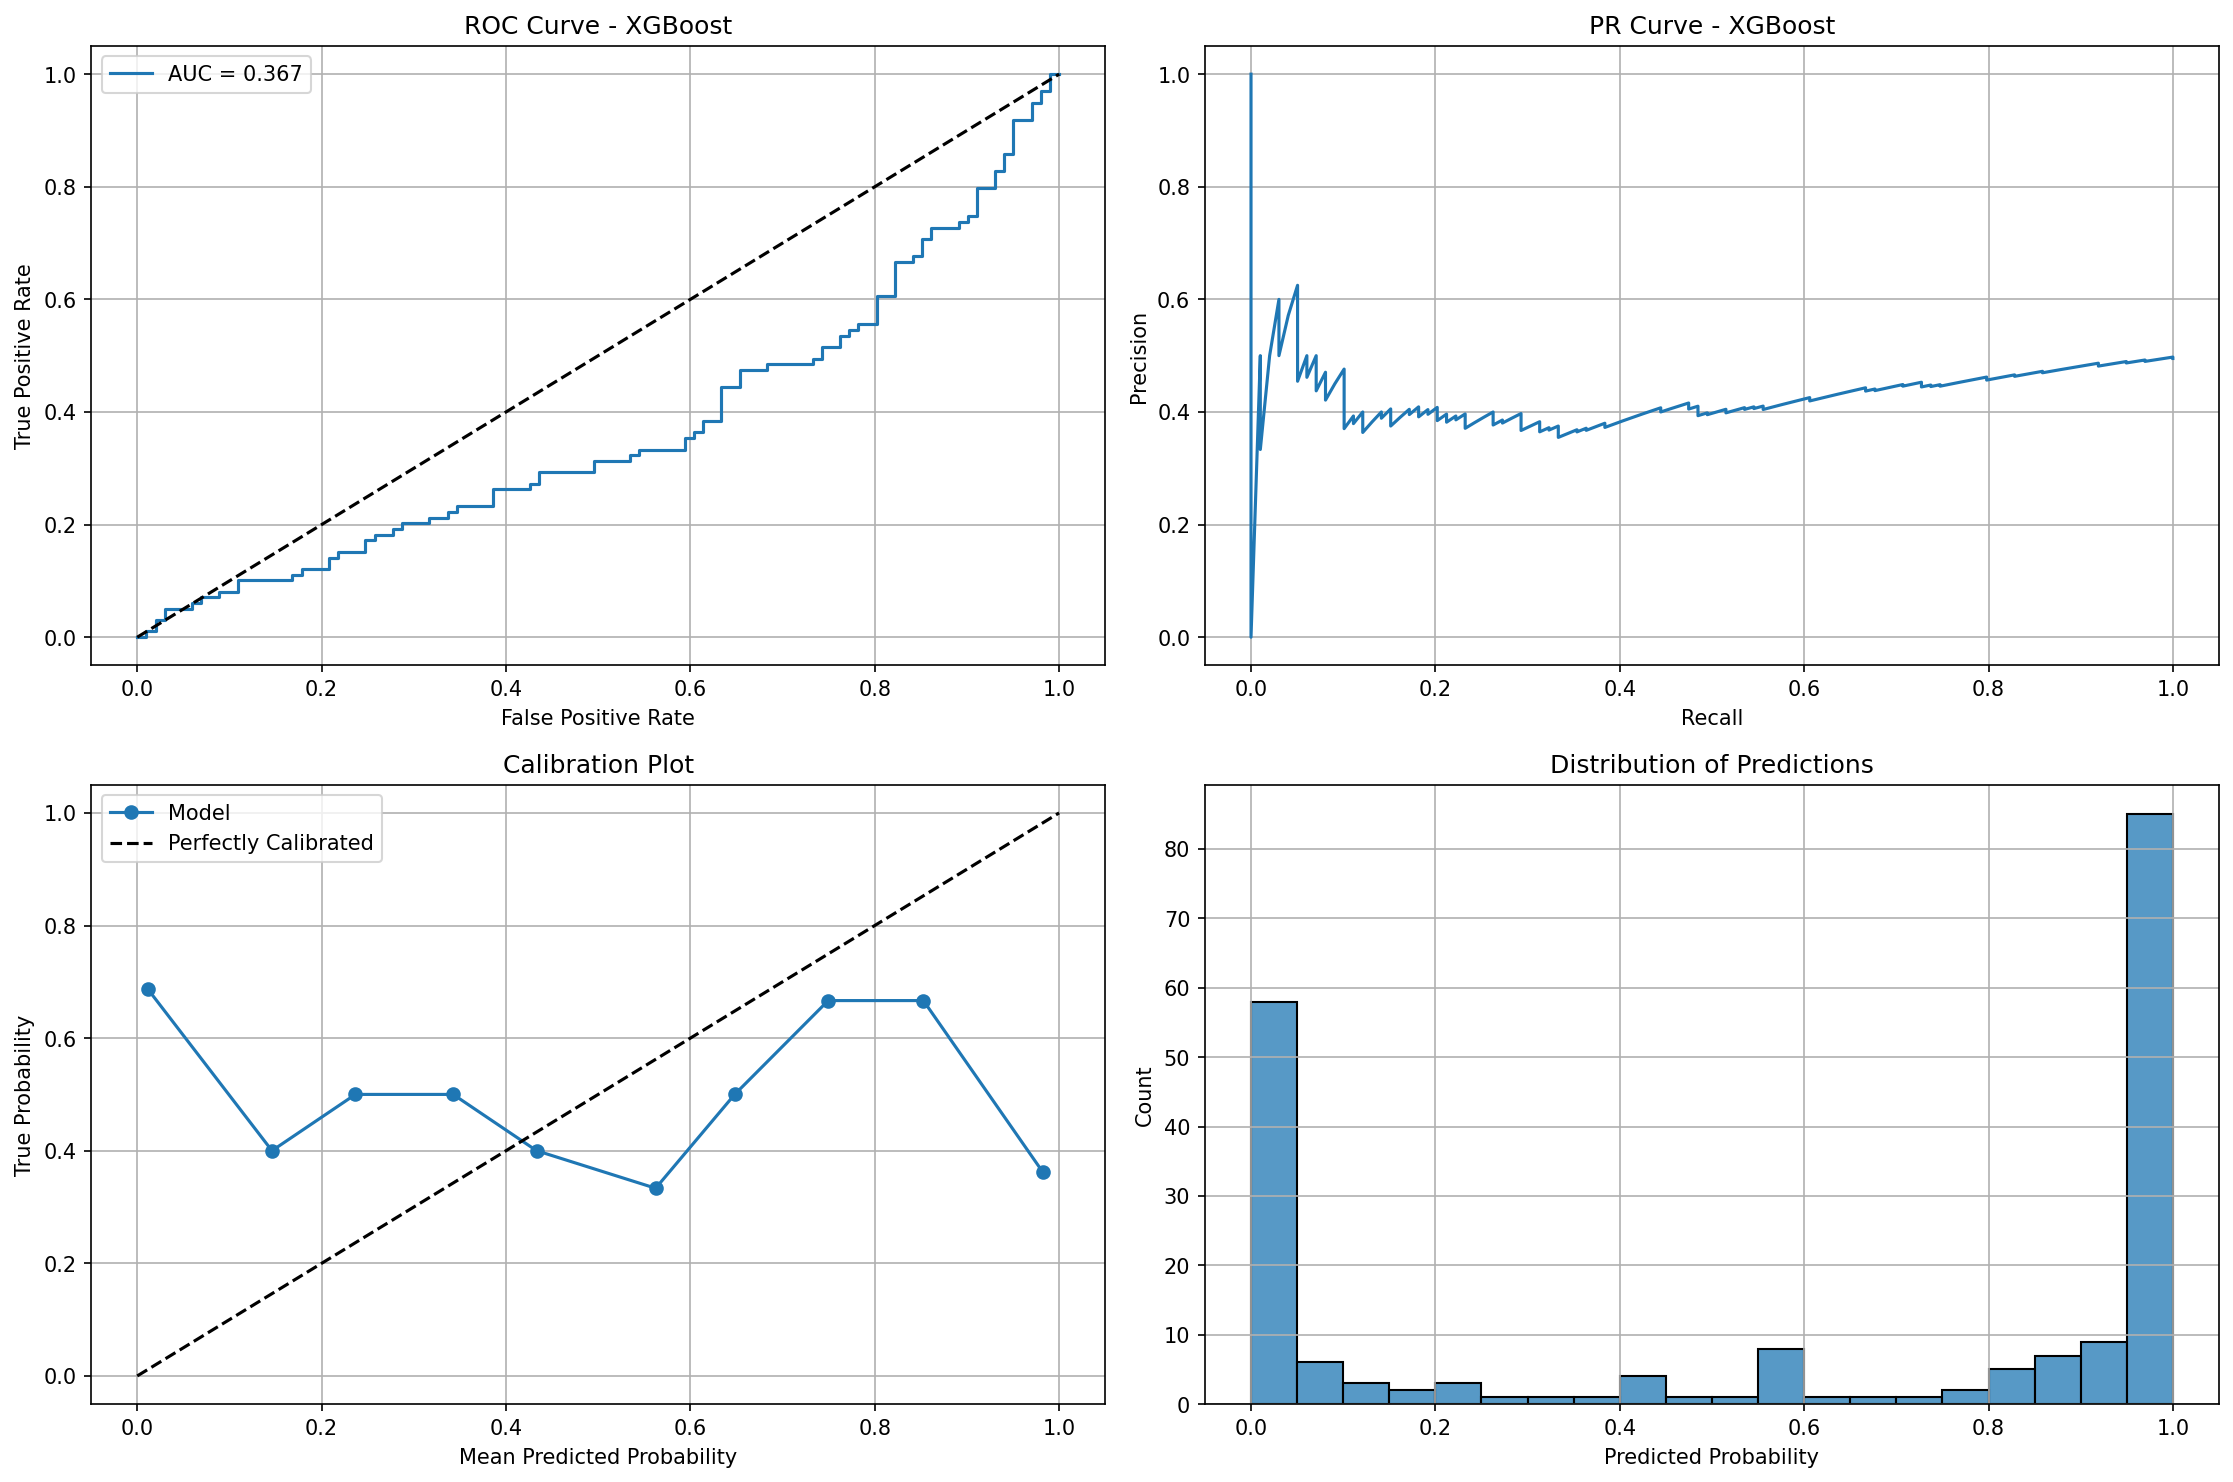 ROC Curve - XGBoost
AUC = 0.367
1.0
0.8
0.6
0.4
0.2
0.0
True Positive Rate
0.0 0.2 0.4 0.6 0.8 1.0
False Positive Rate
PR Curve - XGBoost
1.0
0.8
0.6
0.4
0.2
0.0
Precision
0.0 0.2 0.4 0.6 0.8 1.0
Recall
Calibration Plot
Model
Perfectly Calibrated
1.0
0.8
0.6
0.4
0.2
0.0
True Probability
0.0 0.2 0.4 0.6 0.8 1.0
Mean Predicted Probability
Distribution of Predictions
80
70
60
50
40
30
20
10
0
Count
0.0 0.2 0.4 0.6 0.8 1.0
Predicted Probability